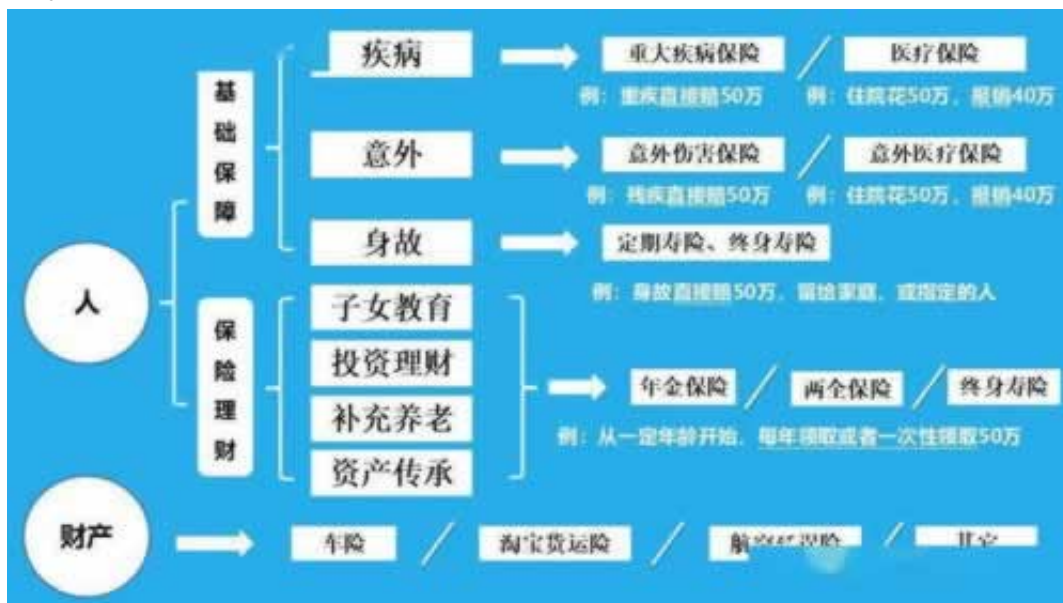 疾病
重大疾病保险 / 医疗保险
例：重疾直接赔50万 例：住院花50万，报销40万
基础保障
意外
意外伤害保险 / 意外医疗保险
例：残疾直接赔50万 例：住院花50万，报销40万
身故
定期寿险、终身寿险
例：身故直接赔50万，留给家庭，或指定的人
人
保险理财
子女教育
投资理财
补充养老
资产传承
年金保险 / 两全保险 / 终身寿险
例：从一定年龄开始，每年领取或者一次性领取50万
财产
车险 / 淘宝货运险 / 航空延误险 / 其它